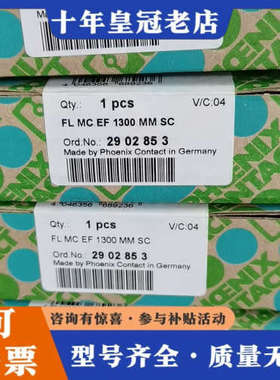 十年皇冠老店
Qty.: 1 pcs V/C:04
FL MC EF 1300 MM SC
Ord.No.: 29 02 85 3
Made by Phoenix Contact in Germany
Qty.: 1 pcs V/C:04
FL MC EF 1300 MM SC
Ord.No.: 29 02 85 3
Made by Phoenix Contact in Germany
咨询有惊喜·参与补贴活动
票
型号齐全·质量保证